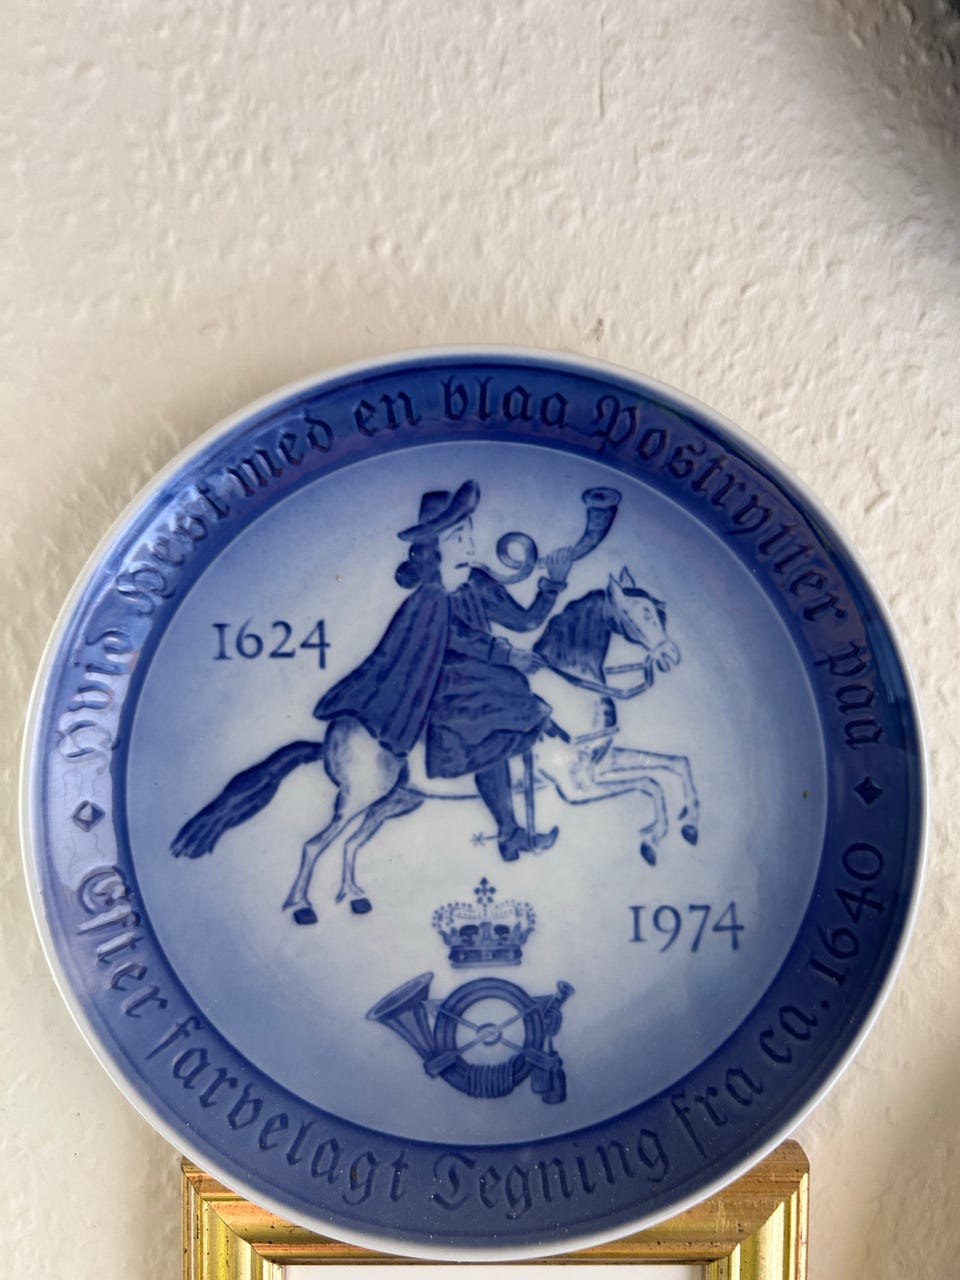 Hvid Hest med en blaa Postrytter paa
1624
1974
Efter farvelagt Tegning fra ca. 1640